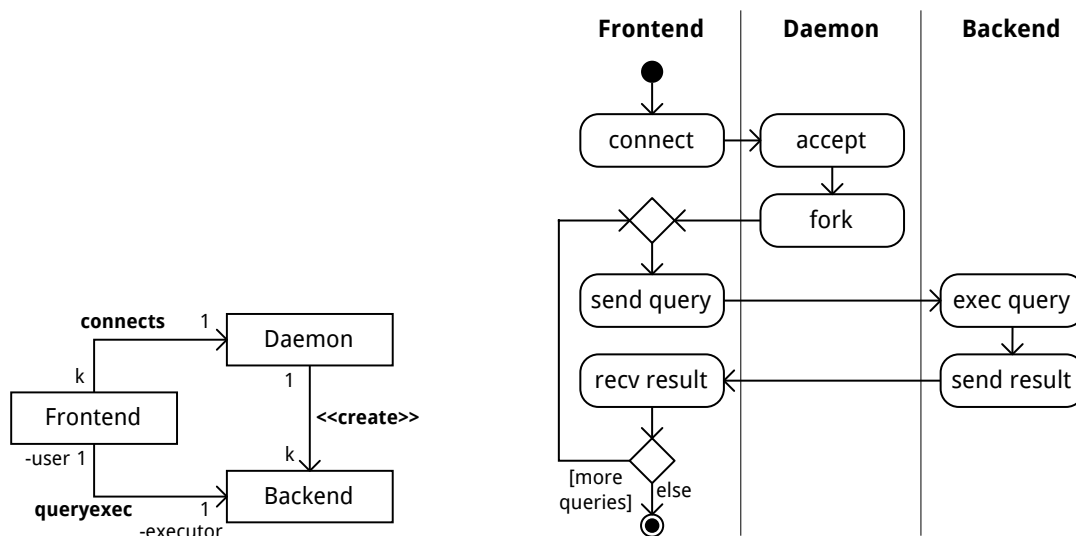 connects
1
Daemon
k
1
Frontend
<<create>>
-user 1
k
Backend
queryexec
1
-executor
Frontend
Daemon
Backend
connect
accept
fork
send query
exec query
recv result
send result
[more
queries]
else